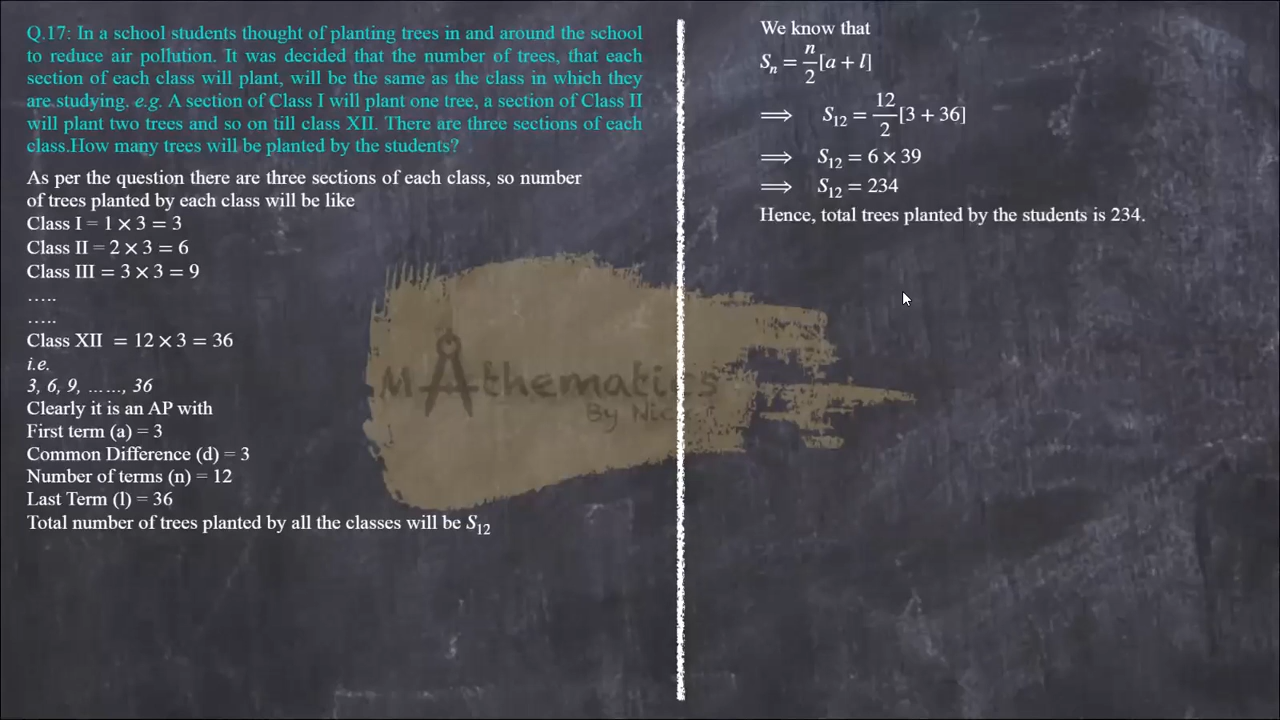 Q.17: In a school students thought of planting trees in and around the school
to reduce air pollution. It was decided that the number of trees, that each
section of each class will plant, will be the same as the class in which they
are studying. e.g. A section of Class I will plant one tree, a section of Class II
will plant two trees and so on till class XII. There are three sections of each
class.How many trees will be planted by the students?
As per the question there are three sections of each class, so number
of trees planted by each class will be like
Class I = 1 × 3 = 3
Class II = 2 × 3 = 6
Class III = 3 × 3 = 9
.....
.....
Class XII = 12 × 3 = 36
i.e.
3, 6, 9, ......, 36
Clearly it is an AP with
First term (a) = 3
Common Difference (d) = 3
Number of terms (n) = 12
Last Term (l) = 36
Total number of trees planted by all the classes will be S₁₂
We know that
Sₙ = n/2[a + l]
⟹ S₁₂ = 12/2[3 + 36]
⟹ S₁₂ = 6 × 39
⟹ S₁₂ = 234
Hence, total trees planted by the students is 234.
MAthematics
By